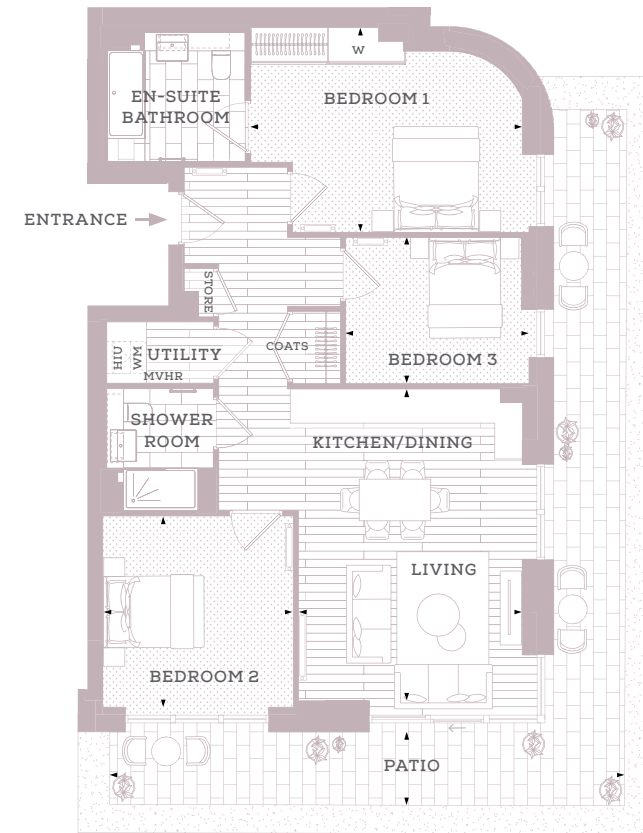 W
EN-SUITE
BATHROOM
BEDROOM 1
ENTRANCE
STORE
COATS
HIU
WM
UTILITY
MVHR
BEDROOM 3
SHOWER
ROOM
KITCHEN/DINING
LIVING
BEDROOM 2
PATIO